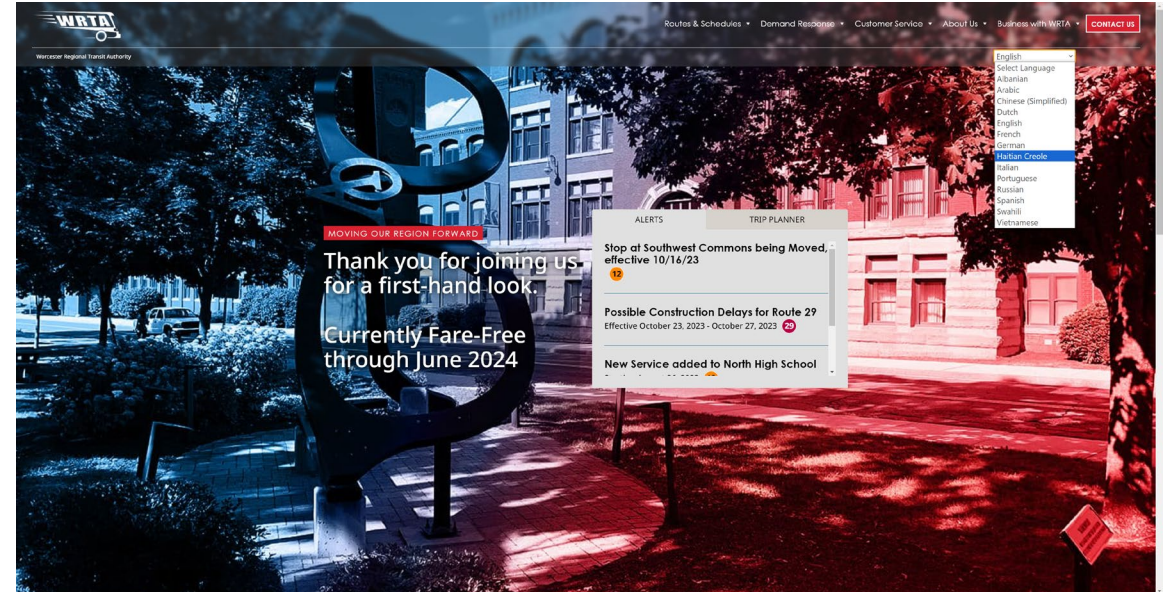 WRTA
Routes & Schedules
Demand Response
Customer Service
About Us
Business with WRTA
CONTACT US
Worcester Regional Transit Authority
English
Select Language
Albanian
Arabic
Chinese (Simplified)
Dutch
English
French
German
Haitian Creole
Italian
Portuguese
Russian
Spanish
Swahili
Vietnamese
MOVING OUR REGION FORWARD
Thank you for joining us
for a first-hand look.
Currently Fare-Free
through June 2024
ALERTS
TRIP PLANNER
Stop at Southwest Commons being Moved,
effective 10/16/23
12
Possible Construction Delays for Route 29
Effective October 23, 2023 - October 27, 2023 29
New Service added to North High School